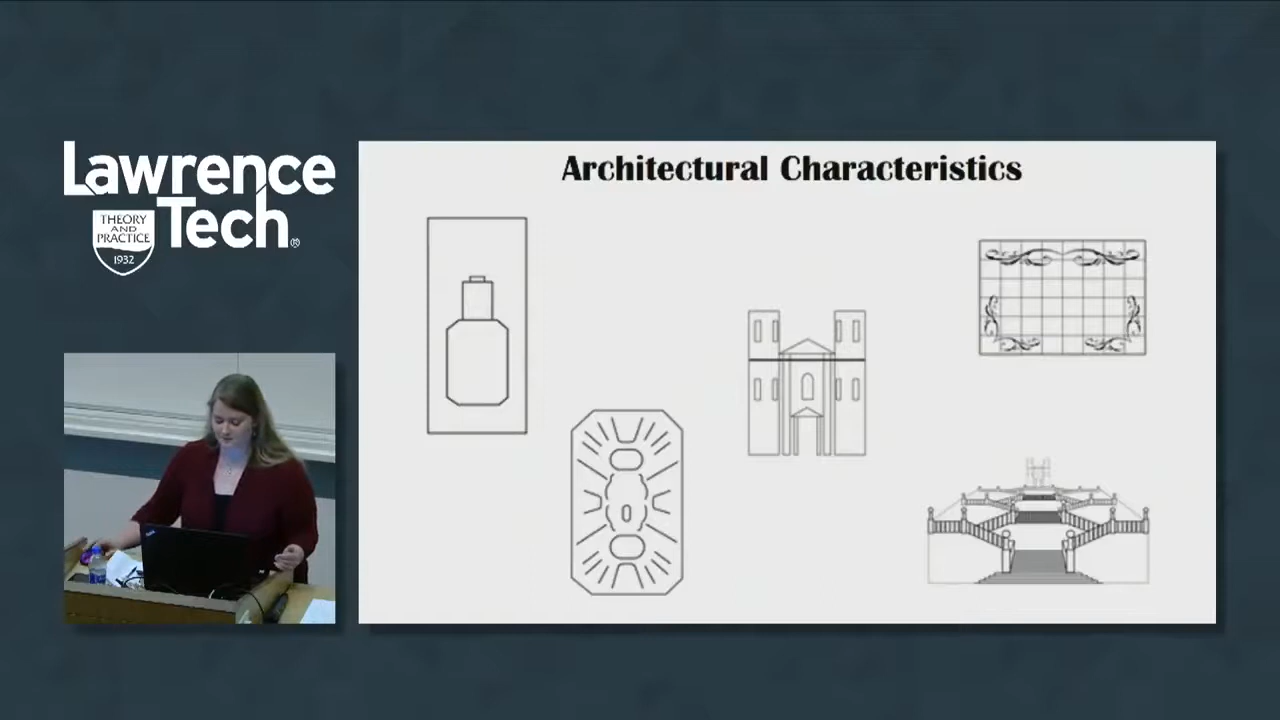 Lawrence
Tech®
THEORY
AND
PRACTICE
1932
Architectural Characteristics